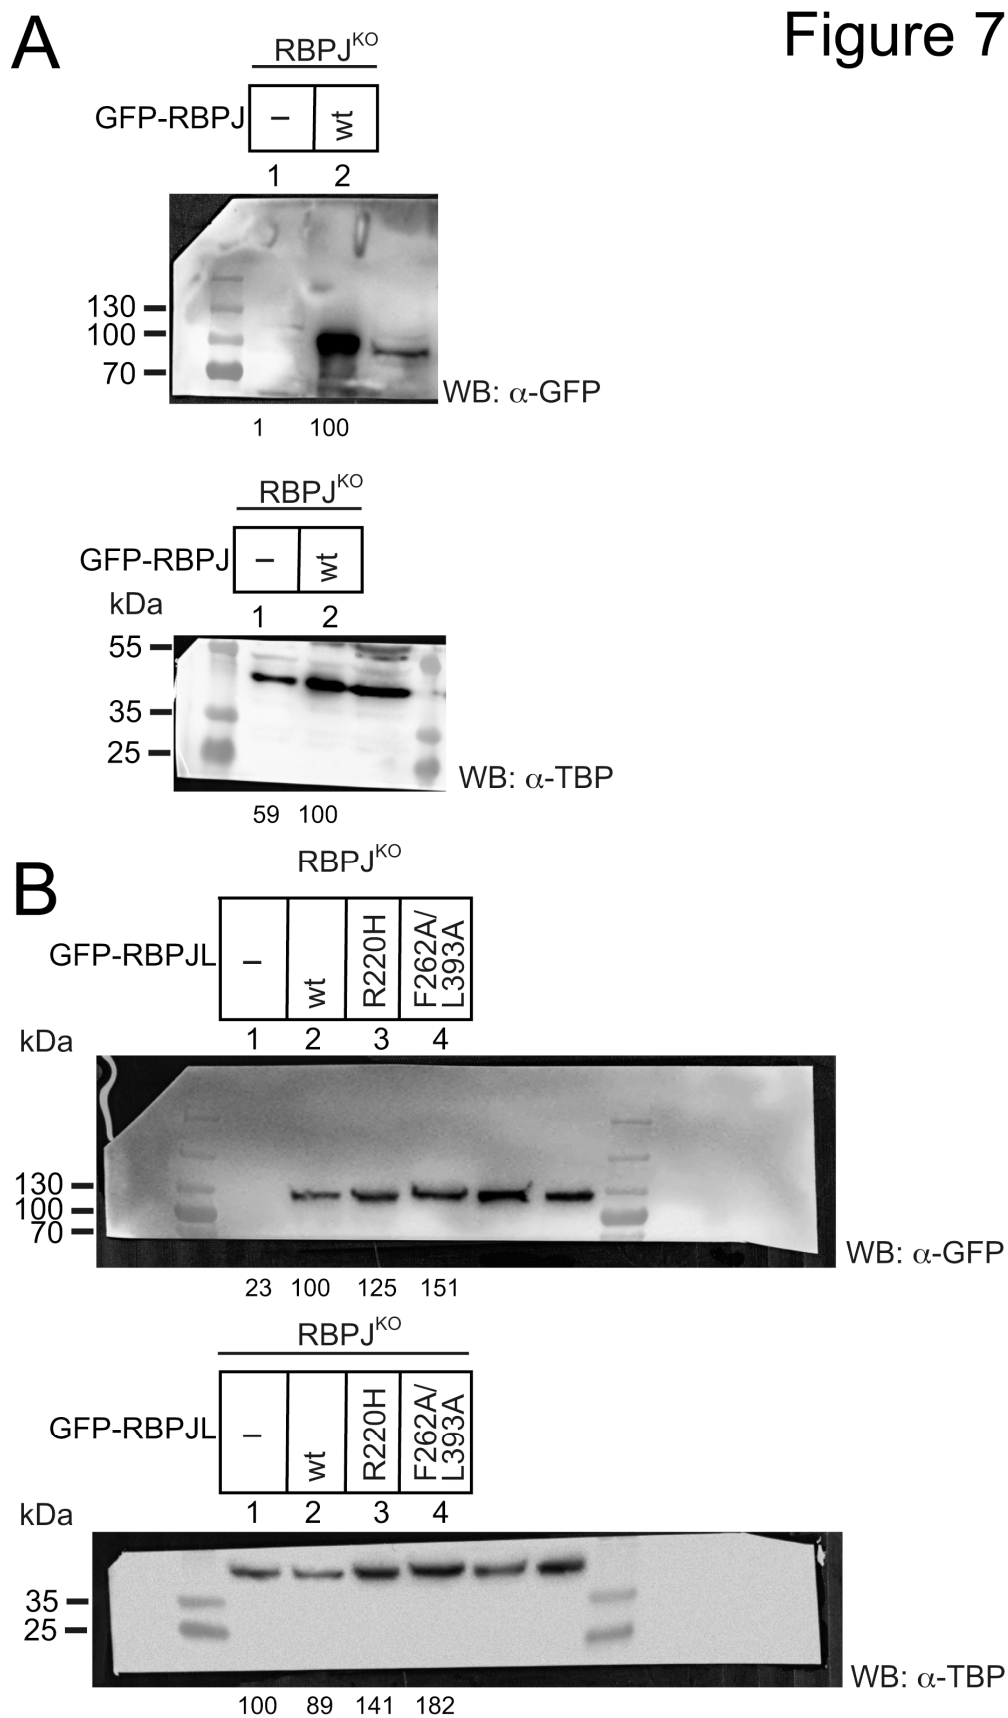 A
Figure 7
RBPJKO
GFP-RBPJ – wt
1 2
130
100
70
WB: α-GFP
1 100
RBPJKO
GFP-RBPJ – wt
kDa
1 2
55
35
25
WB: α-TBP
59 100
B
RBPJKO
GFP-RBPJL – wt R220H F262A/ L393A
1 2 3 4
kDa
130
100
70
WB: α-GFP
23 100 125 151
RBPJKO
GFP-RBPJL – wt R220H F262A/ L393A
1 2 3 4
kDa
35
25
WB: α-TBP
100 89 141 182